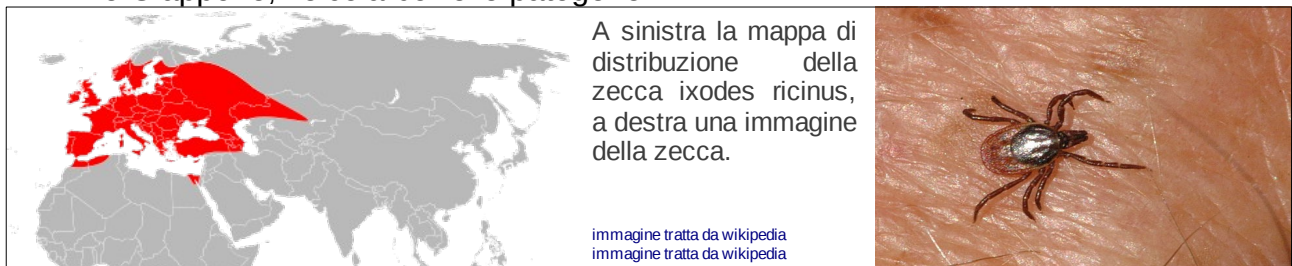 A sinistra la mappa di
distribuzione della
zecca ixodes ricinus,
a destra una immagine
della zecca.
immagine tratta da wikipedia
immagine tratta da wikipedia